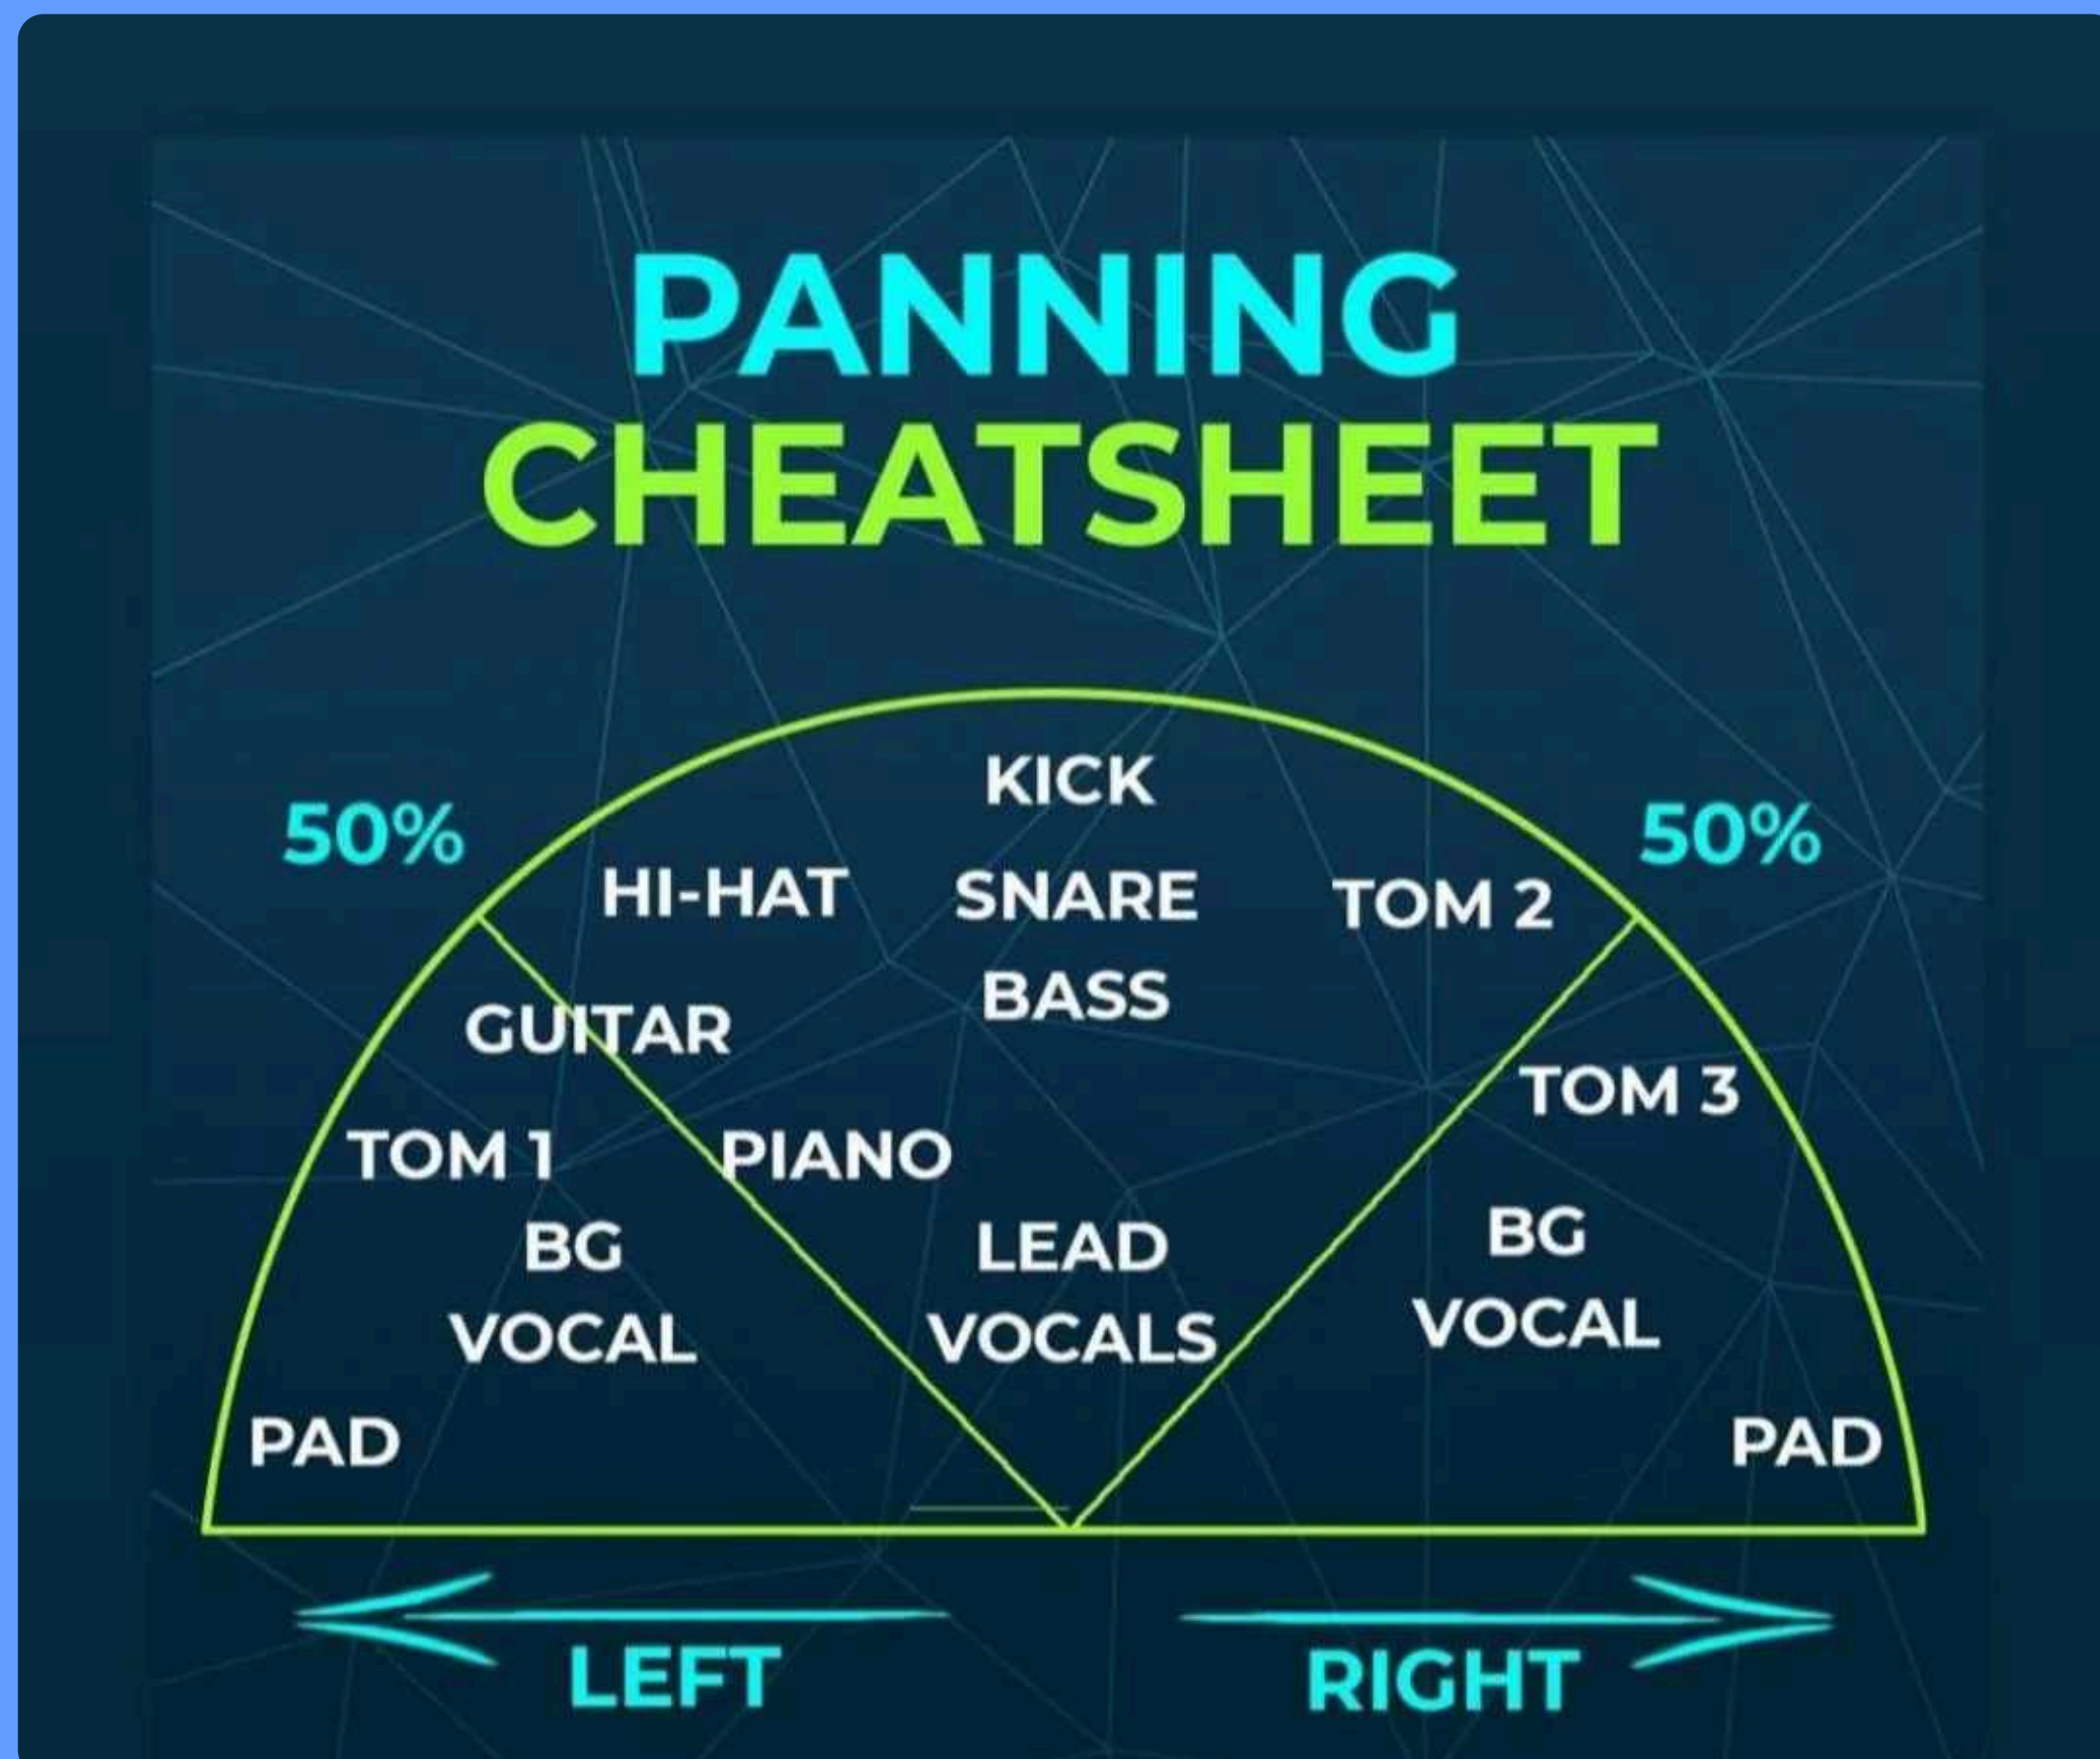 PANNING
CHEATSHEET
KICK
50%
50%
HI-HAT
SNARE
TOM 2
BASS
GUITAR
TOM 3
TOM 1
PIANO
BG
VOCAL
LEAD
VOCALS
BG
VOCAL
PAD
PAD
LEFT
RIGHT